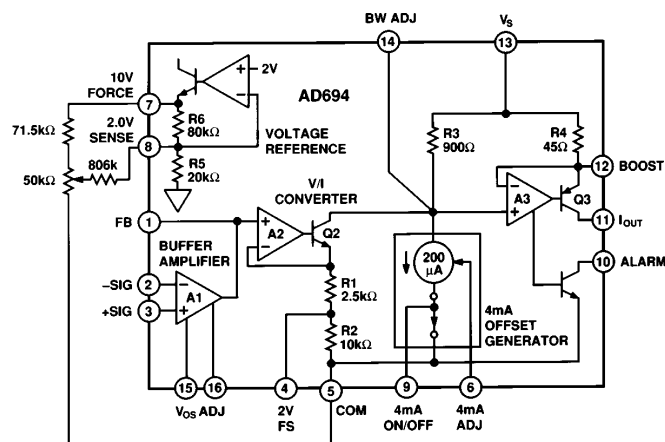 BW ADJ
V_S
14
13
10V
FORCE
7
2V
AD694
R6
80kΩ
2.0V
SENSE
8
VOLTAGE
REFERENCE
R5
20kΩ
71.5kΩ
806k
50kΩ
R3
900Ω
R4
45Ω
12
BOOST
A3
Q3
11
I_OUT
V/I
CONVERTER
FB
1
A2
Q2
BUFFER
AMPLIFIER
–SIG
2
+SIG
3
A1
200
µA
10
ALARM
R1
2.5kΩ
R2
10kΩ
4mA
OFFSET
GENERATOR
15
16
4
5
9
6
V_OS ADJ
2V
FS
COM
4mA
ON/OFF
4mA
ADJ